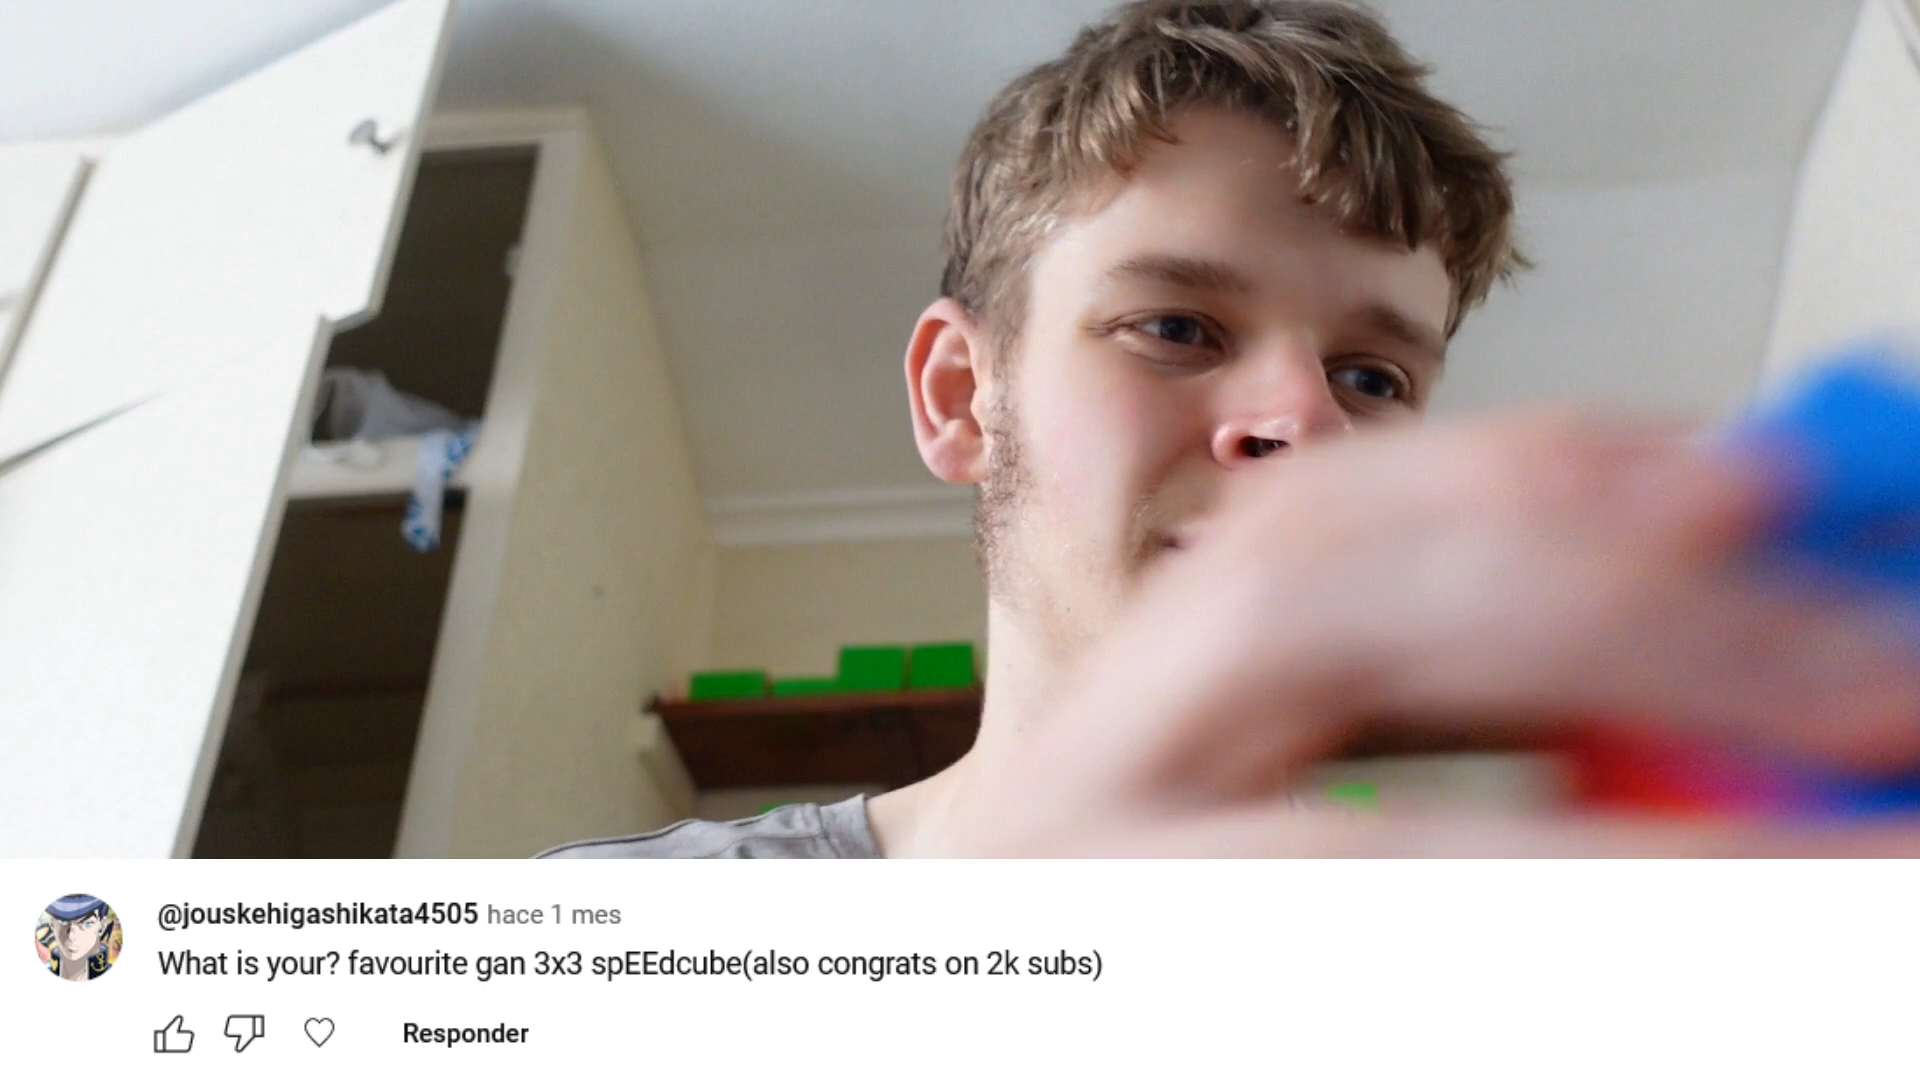 @jouskehigashikata4505 hace 1 mes
What is your? favourite gan 3x3 spEEdcube(also congrats on 2k subs)
Responder